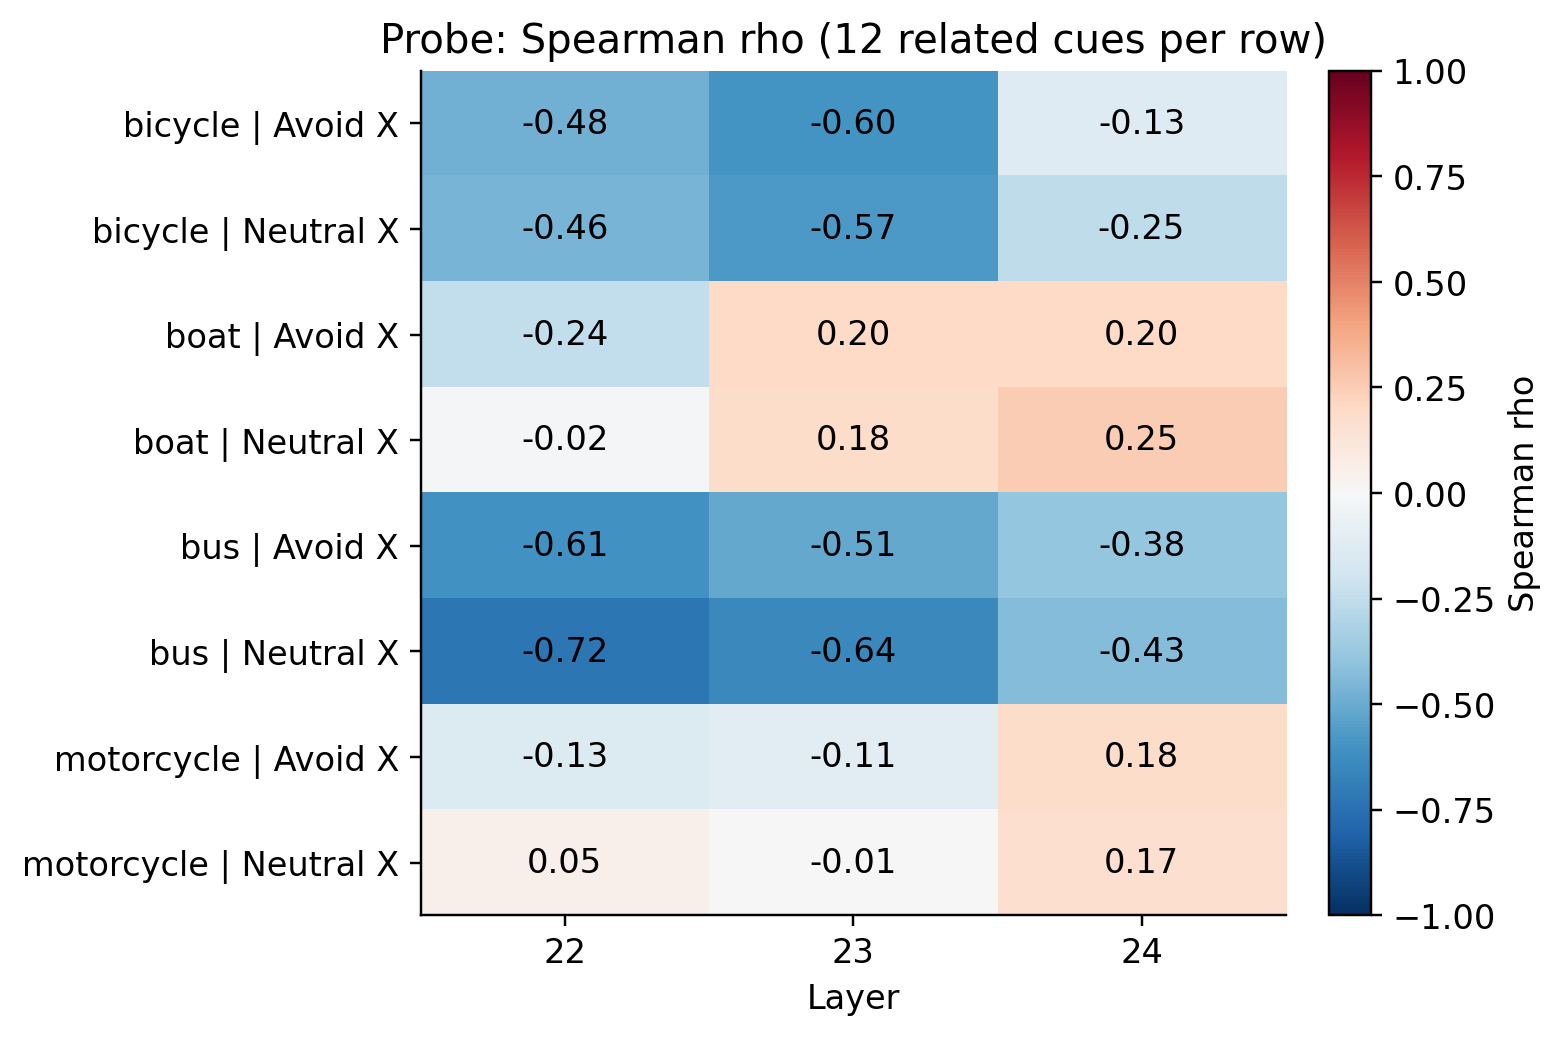 Probe: Spearman rho (12 related cues per row)
bicycle | Avoid X -0.48 -0.60 -0.13
bicycle | Neutral X -0.46 -0.57 -0.25
boat | Avoid X -0.24 0.20 0.20
boat | Neutral X -0.02 0.18 0.25
bus | Avoid X -0.61 -0.51 -0.38
bus | Neutral X -0.72 -0.64 -0.43
motorcycle | Avoid X -0.13 -0.11 0.18
motorcycle | Neutral X 0.05 -0.01 0.17
22 23 24
Layer
1.00
0.75
0.50
0.25
0.00
−0.25
−0.50
−0.75
−1.00
Spearman rho